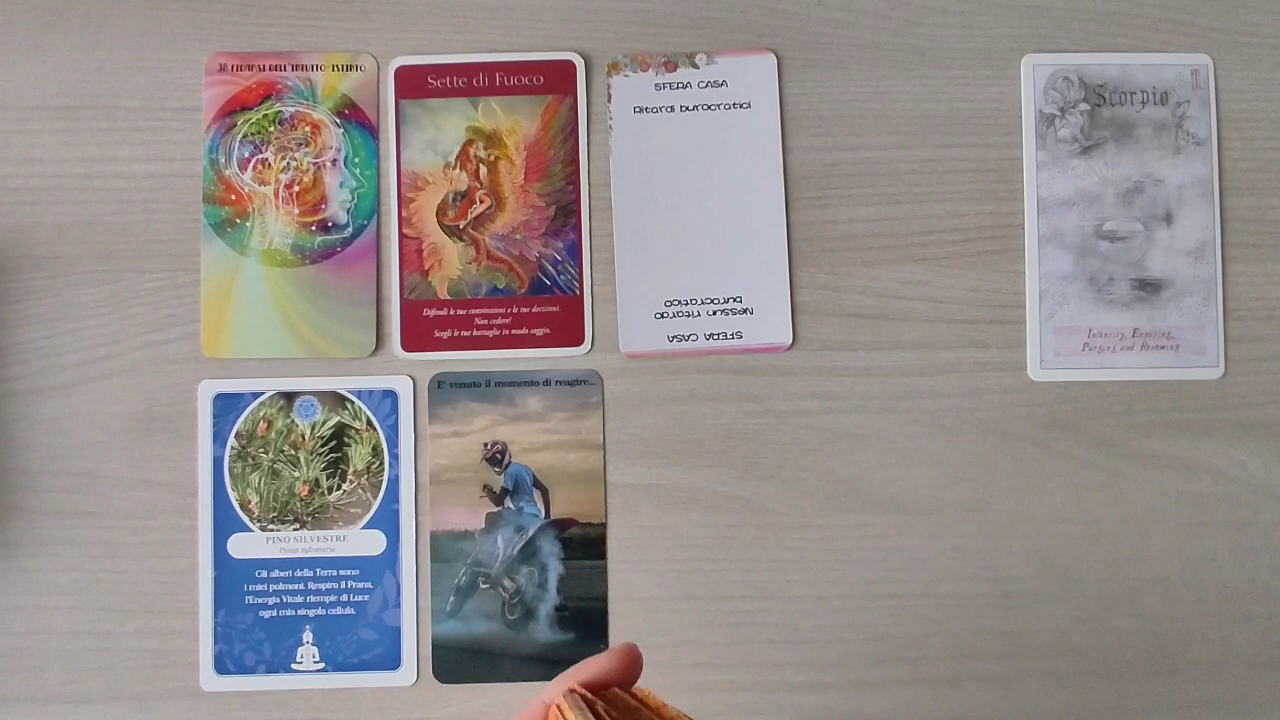 38 FIDARSI DELL'INTUITO-ISTINTO
Sette di Fuoco
Difendi le tue convinzioni e le tue decisioni.
Non cedere!
Scegli le tue battaglie in modo saggio.
SFERA CASA
Ritardi burocratici
Nessun ritardo
burocratico
SFERA CASA
Scorpio
Intensity, Enduring,
Purging and Renewing
PINO SILVESTRE
Pinus sylvestris
Gli alberi della Terra sono
i miei polmoni. Respiro il Prana,
l'Energia Vitale riempie di Luce
ogni mia singola cellula.
E' venuto il momento di reagire...